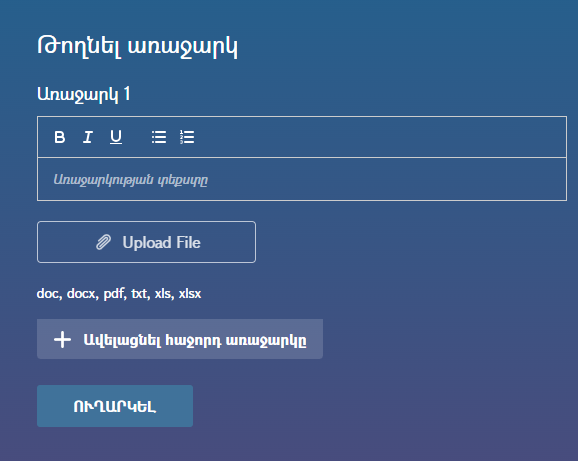 Թողնել առաջարկ
Առաջարկ 1
B I U
Առաջարկության տեքստը
Upload File
doc, docx, pdf, txt, xls, xlsx
Ավելացնել հաջորդ առաջարկը
ՈՒՂԱՐԿԵԼ